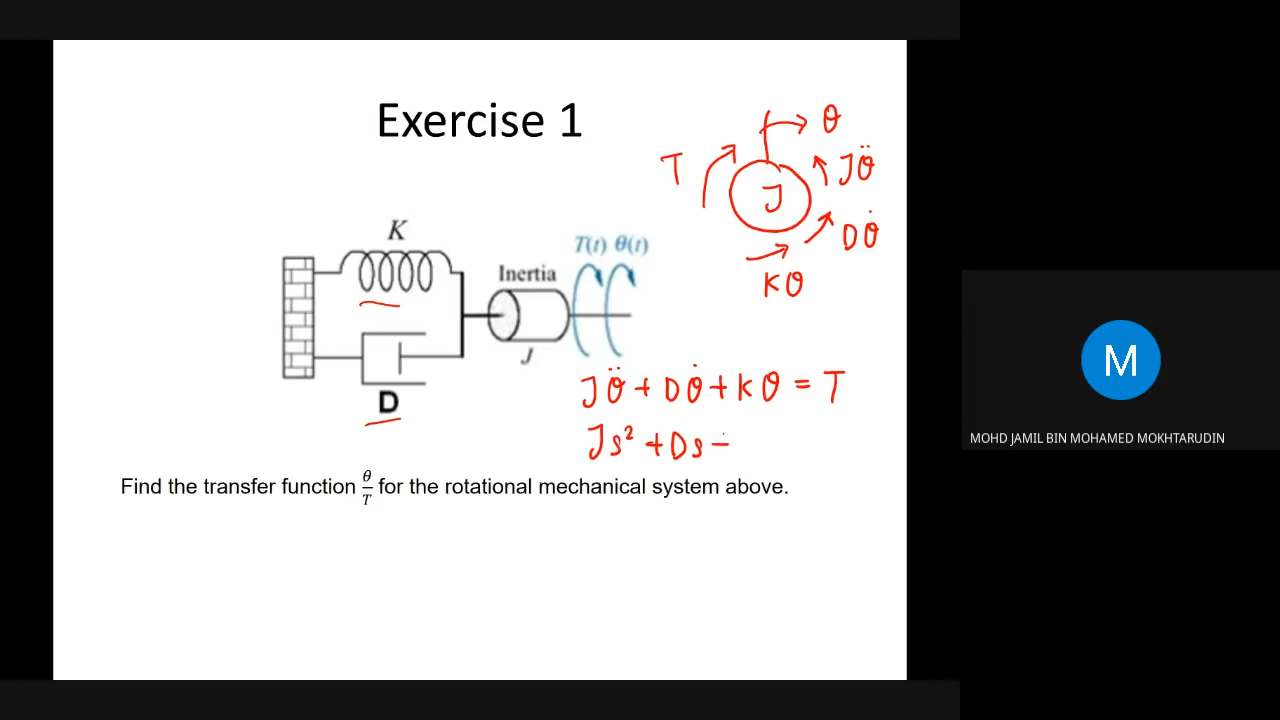 Exercise 1
θ
T
J
Jθ̈
Dθ̇
Kθ
K
T(t) θ(t)
Inertia
J
D
Jθ̈ + Dθ̇ + Kθ = T
Js² + Ds -
Find the transfer function θ/T for the rotational mechanical system above.
M
MOHD JAMIL BIN MOHAMED MOKHTARUDIN